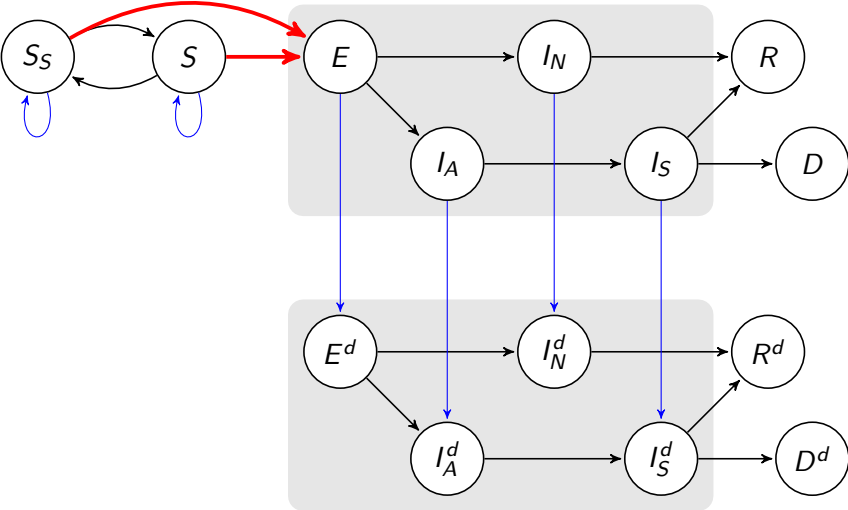 S_S S E I_N R
I_A I_S D
E^d I_N^d R^d
I_A^d I_S^d D^d